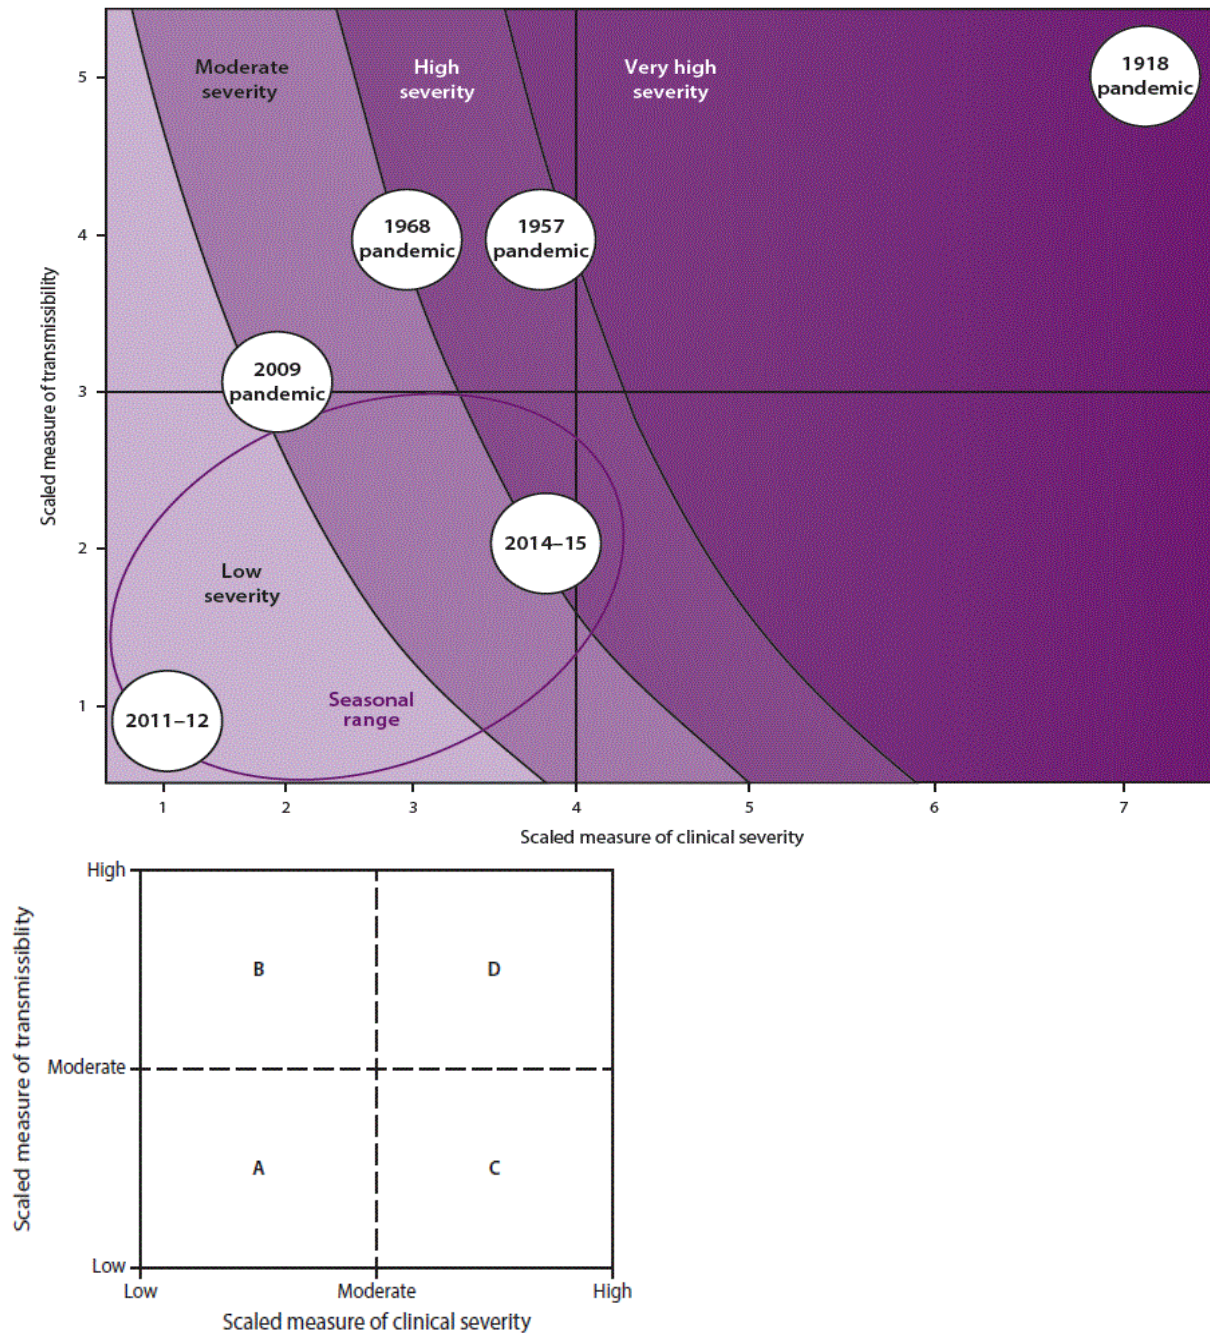 Moderate
severity
High
severity
Very high
severity
1918
pandemic
5
1968
pandemic
1957
pandemic
4
Scaled measure of transmissibility
2009
pandemic
3
2014–15
2
Low
severity
Seasonal
range
2011–12
1
1 2 3 4 5 6 7
Scaled measure of clinical severity
High
B D
Scaled measure of transmissiblity
Moderate
A C
Low
Low Moderate High
Scaled measure of clinical severity